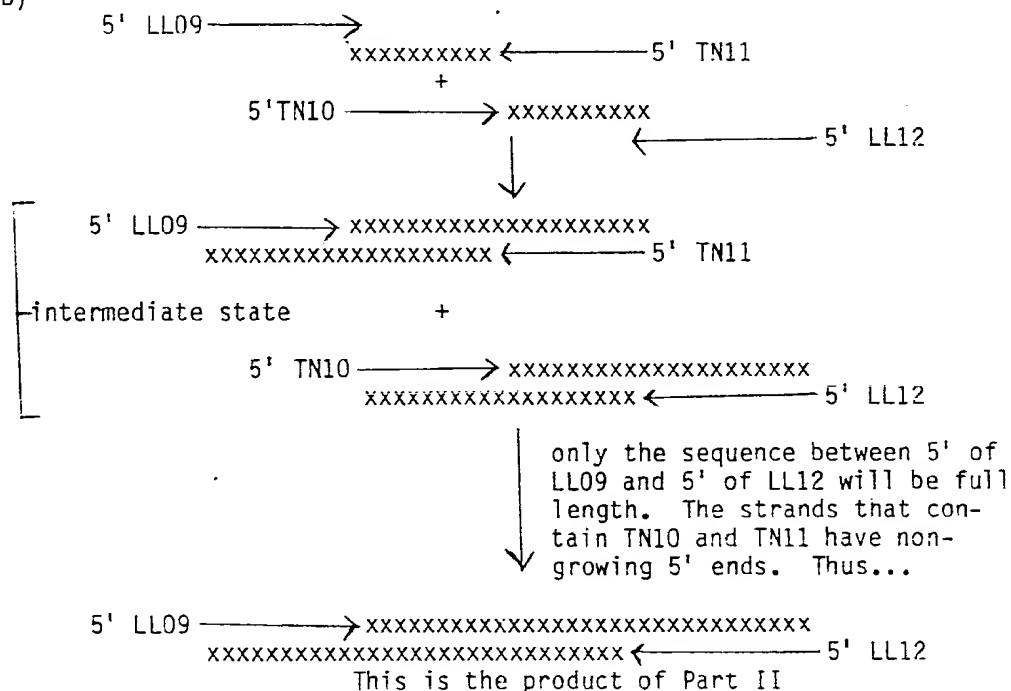 b)
5' LL09
xxxxxxxxxx 5' TN11
+
5'TN10 xxxxxxxxxx
5' LL12
5' LL09 xxxxxxxxxxxxxxxxxxxxx
xxxxxxxxxxxxxxxxxxxx 5' TN11
intermediate state +
5' TN10 xxxxxxxxxxxxxxxxxxxxx
xxxxxxxxxxxxxxxxxxx 5' LL12
only the sequence between 5' of
LL09 and 5' of LL12 will be full
length. The strands that con-
tain TN10 and TN11 have non-
growing 5' ends. Thus...
5' LL09 xxxxxxxxxxxxxxxxxxxxxxxxxxxxxxx
xxxxxxxxxxxxxxxxxxxxxxxxxxxxx 5' LL12
This is the product of Part II